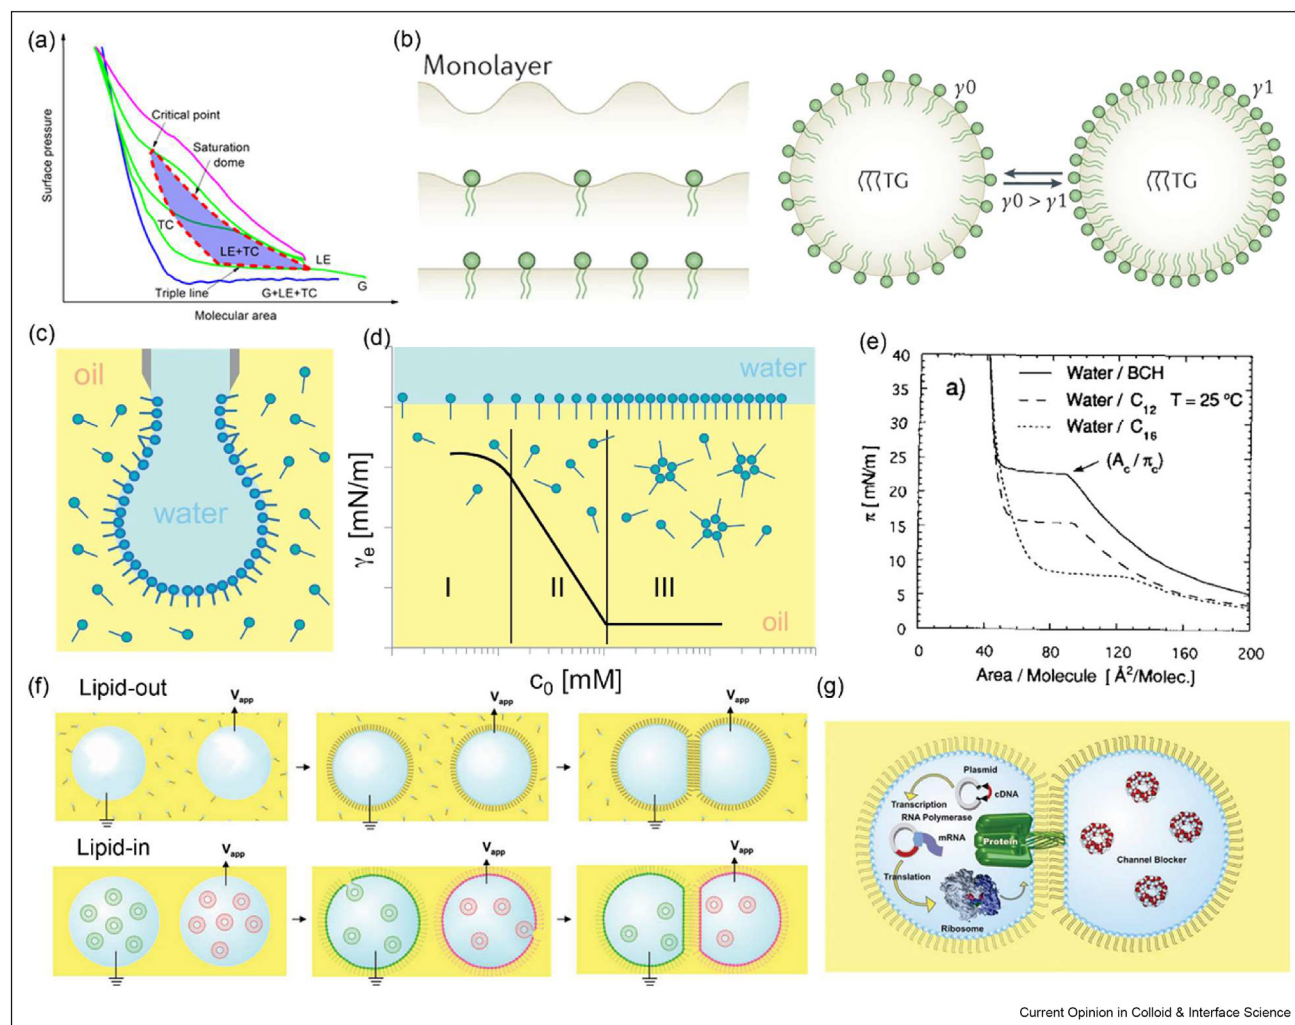 (a)
Surface pressure
Critical point
Saturation
dome
TC
LE+TC
LE
Triple line
G+LE+TC
G
Molecular area
(b)
Monolayer
γ0
TG
γ0 > γ1
γ1
TG
(c)
oil
water
(d)
water
γe [mN/m]
I
II
III
oil
c0 [mM]
(e)
a)
π [mN/m]
40
35
30
25
20
15
10
5
0
Water / BCH
Water / C12 T = 25 °C
Water / C16
(Ac / πc)
0 40 80 120 160 200
Area / Molecule [ Å²/Molec.]
(f)
Lipid-out
Vapp
Vapp
Vapp
Lipid-in
Vapp
Vapp
Vapp
(g)
Plasmid
cDNA
Transcription
RNA Polymerase
mRNA
Protein
Translation
Ribosome
Channel Blocker
Current Opinion in Colloid & Interface Science